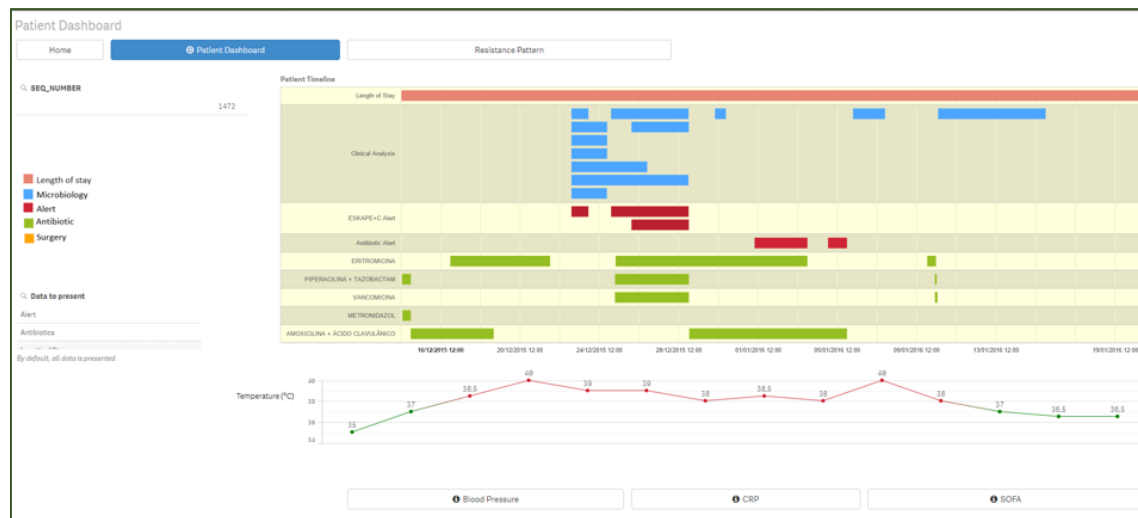 Patient Dashboard
Home
Patient Dashboard
Resistance Pattern
SEQ_NUMBER
1472
Length of stay
Microbiology
Alert
Antibiotic
Surgery
Data to present
Alert
Antibiotics
By default, all data is presented
Patient Timeline
Length of Stay
Clinical Analysis
ESKAPE+C Alert
Antibiotic Alert
ERITROMICINA
PIPERACILINA + TAZOBACTAM
VANCOMICINA
METRONIDAZOL
AMOXICILINA + ÁCIDO CLAVULÂNICO
16/12/2015 12:00 20/12/2015 12:00 24/12/2015 12:00 28/12/2015 12:00 01/01/2016 12:00 05/01/2016 12:00 09/01/2016 12:00 13/01/2016 12:00 19/01/2016 12:00
Temperature (ºC)
40
38
36
34
35 37 38,5 40 39 39 38 38,5 38 40 38 37 36,5 36,5
Blood Pressure
CRP
SOFA